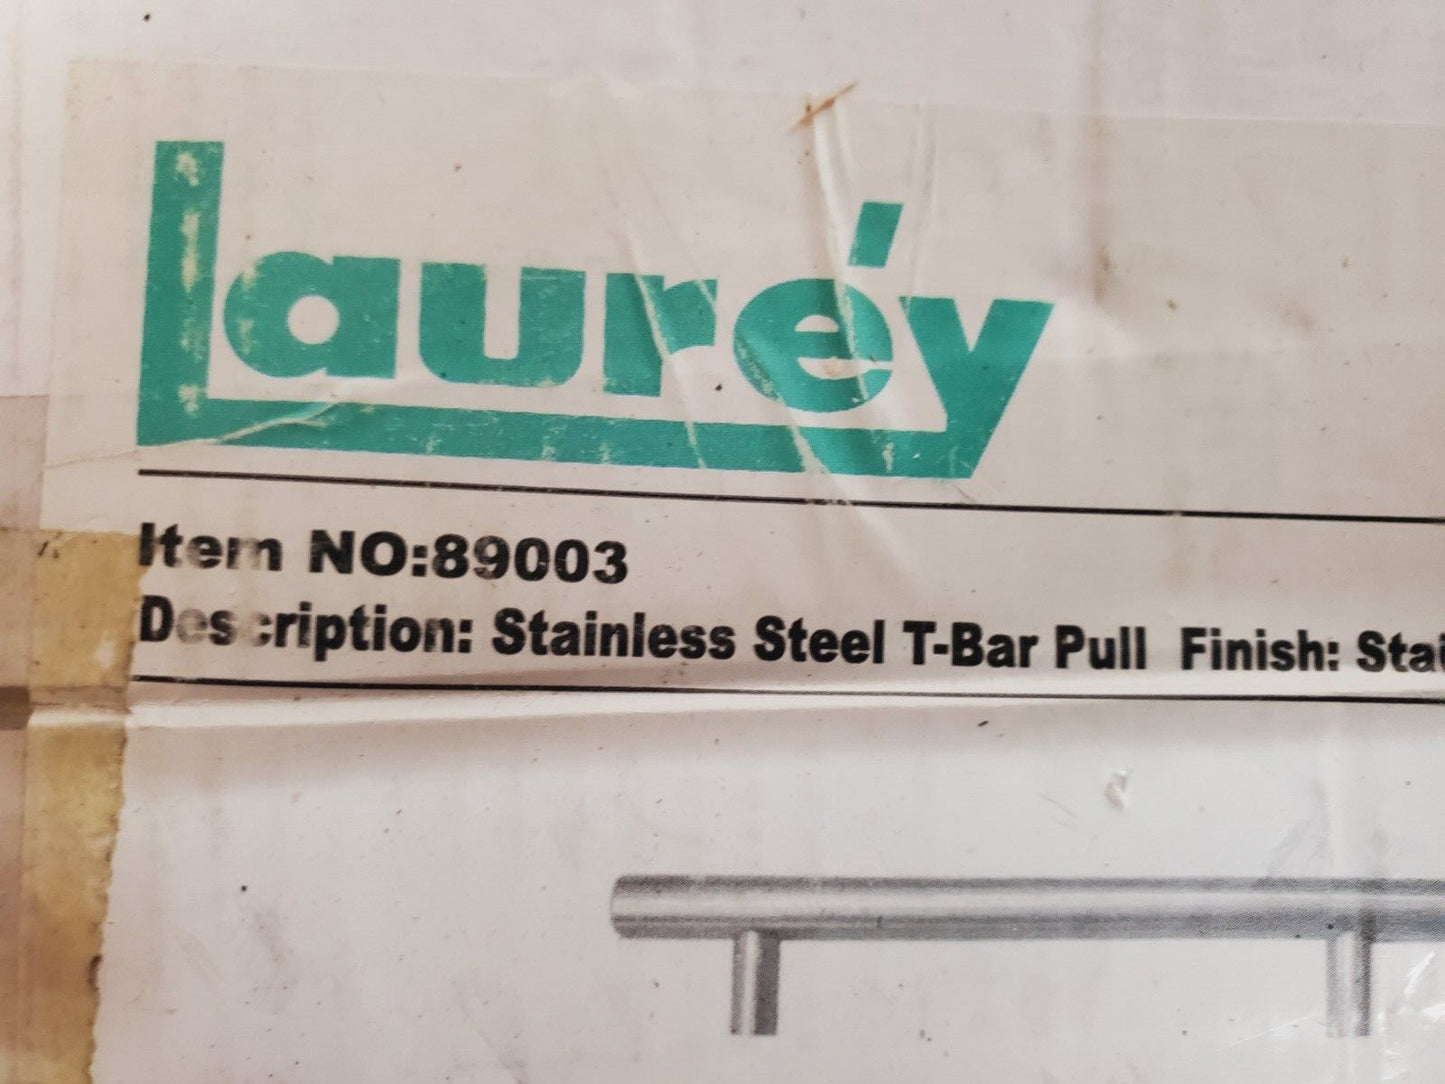 Lauréy
Item NO:89003
Description: Stainless Steel T-Bar Pull Finish: